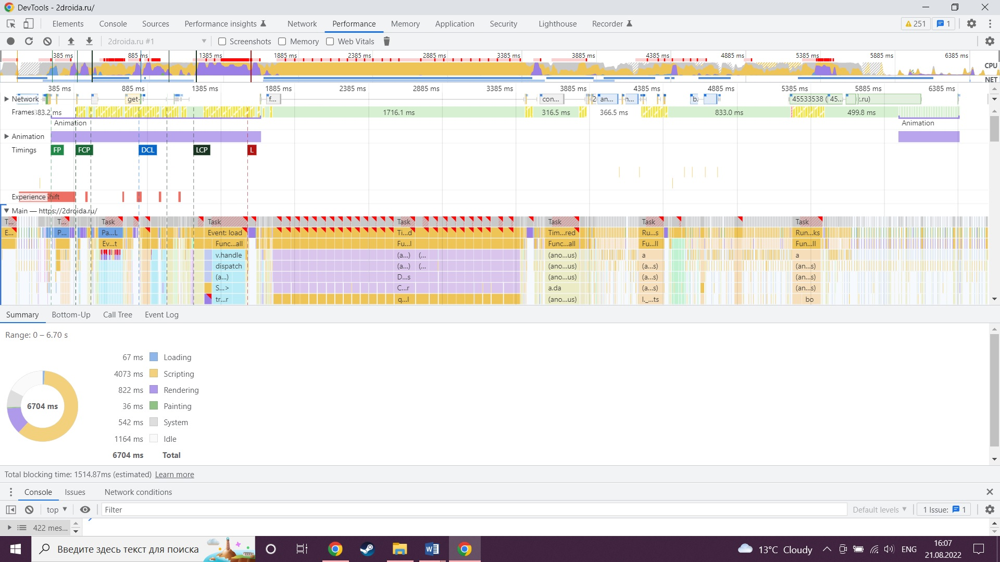 DevTools - 2droida.ru/
Elements Console Sources Performance insights Network Performance Memory Application Security Lighthouse Recorder 251 1
2droida.ru #1 Screenshots Memory Web Vitals
385 ms 885 ms 1385 ms 1885 ms 2385 ms 2885 ms 3385 ms 3885 ms 4385 ms 4885 ms 5385 ms 5885 ms 6385 ms
CPU
NET
385 ms 885 ms 1385 ms 1885 ms 2385 ms 2885 ms 3385 ms 3885 ms 4385 ms 4885 ms 5385 ms 5885 ms 6385 ms
Network get- f... con... 2 an... ...n... b. 45533538 ( 45... :.ru)
Frames 383.2 ms 1716.1 ms 316.5 ms 366.5 ms 833.0 ms 499.8 ms
Animation Animation
Animation
Timings FP FCP DCL LCP L
Experience Shift
Main — https://2droida.ru/
T... T... Task Task Task Task Task Task
E... P... Pa...L Event: load Ti...d Tim...red Ru...s Run...ks
Ev...t Func...all Fu...l Func...all Fu...ll Fun...ll
v.handle (a...) (... (ano...us) a a
dispatch (a...) (... (ano...us) (a...s) (an...s)
(a...) D...s (ano...us) (a...s) (an...s)
S...> C...r a.da (a...s) (an...s)
tr...r q...l (ano...us) l._...ts bo
Summary Bottom-Up Call Tree Event Log
Range: 0 – 6.70 s
67 ms Loading
4073 ms Scripting
822 ms Rendering
6704 ms
36 ms Painting
542 ms System
1164 ms Idle
6704 ms Total
Total blocking time: 1514.87ms (estimated) Learn more
Console Issues Network conditions
top Filter Default levels 1 Issue: 1
422 mes...
Введите здесь текст для поиска 13°C Cloudy ENG 16:07
21.08.2022